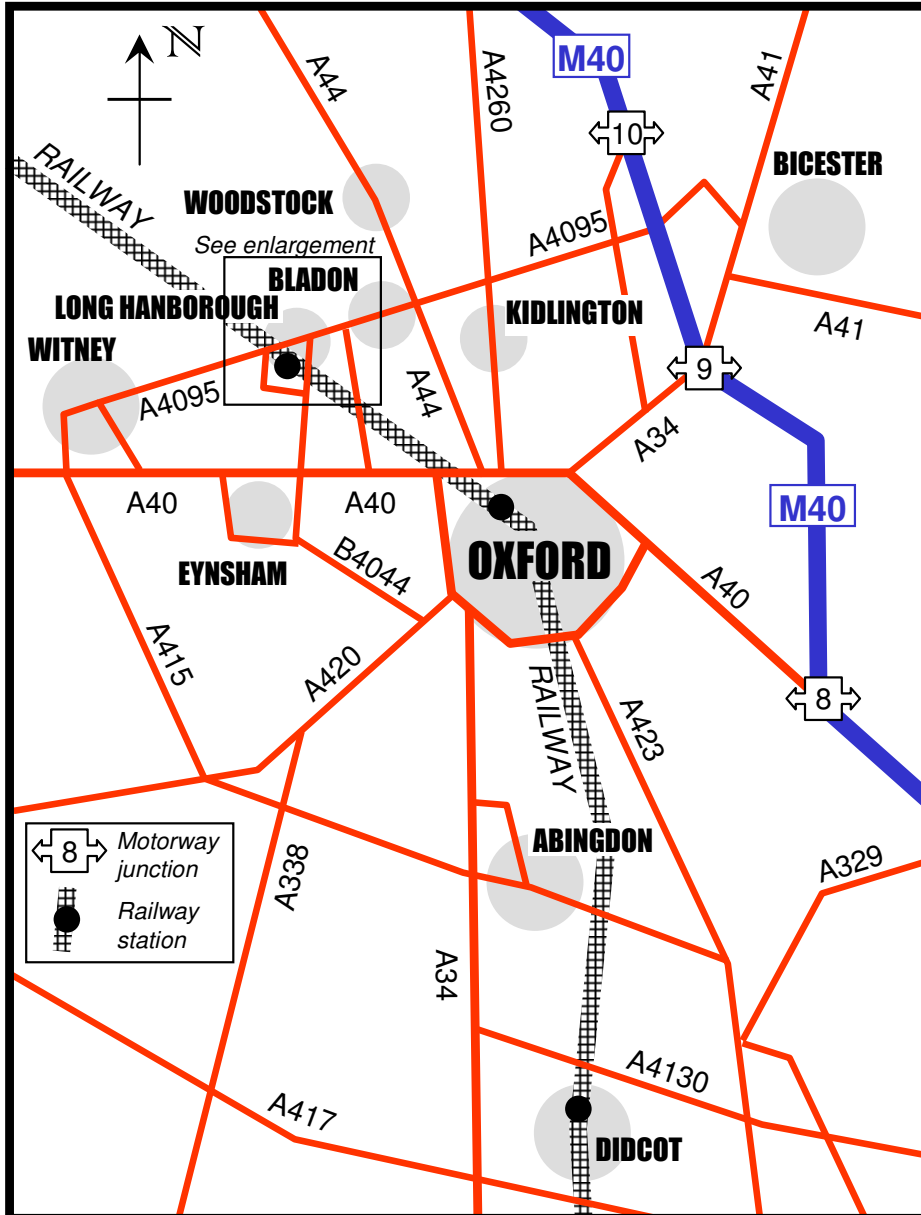 N
M40
A44
A4260
A41
10
BICESTER
RAILWAY
WOODSTOCK
A4095
See enlargement
BLADON
LONG HANBOROUGH
KIDLINGTON
A41
WITNEY
9
A4095
A44
A34
A40
A40
M40
OXFORD
EYNSHAM
B4044
A40
A415
A420
RAILWAY
A423
8
8
Motorway
junction
Railway
station
A338
ABINGDON
A329
A34
A4130
A417
DIDCOT